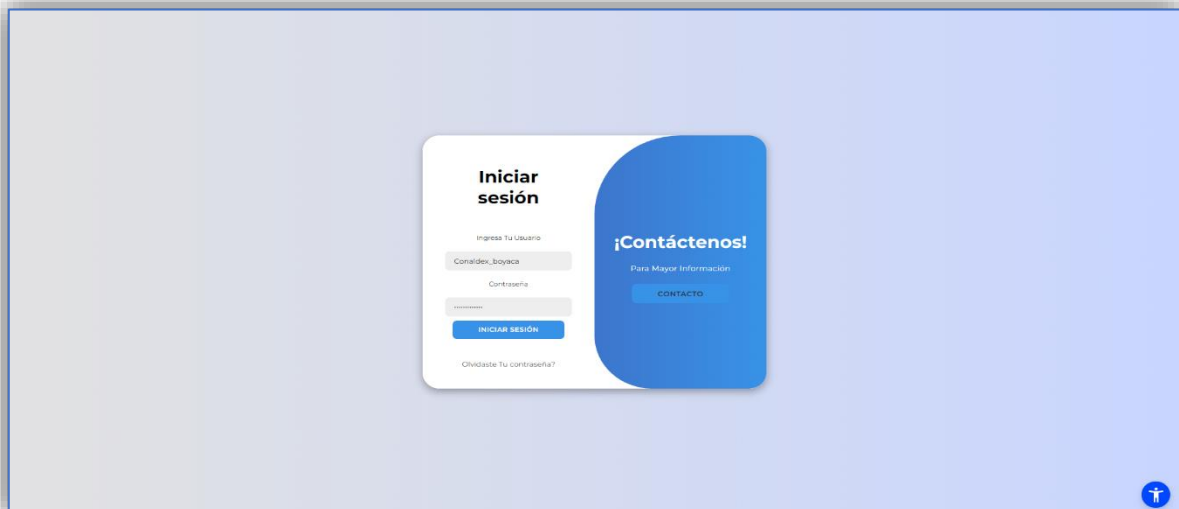 Iniciar
sesión
Ingresa Tu Usuario
Conaldex_boyaca
Contraseña
INICIAR SESIÓN
Olvidaste Tu contraseña?
¡Contáctenos!
Para Mayor Información
CONTACTO